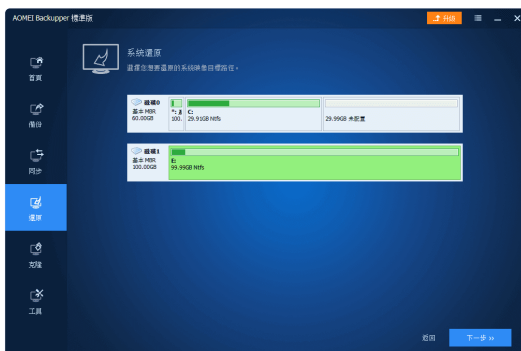 AOMEI Backupper 標準版
升級
首頁
備份
同步
還原
克隆
工具
系統還原
選擇您想要還原的系統映像目標路徑。
磁碟0
基本 MBR
60.00GB
*: 系
100.
C:
29.91GB Ntfs
29.99GB 未配置
磁碟1
基本 MBR
100.00GB
E:
99.99GB Ntfs
返回
下一步 »